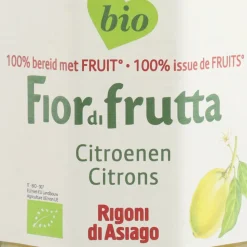 bio
100% bereid met FRUIT° • 100% issue de FRUITS°
Fior di frutta
Citroenen
Citrons
Rigoni
di Asiago